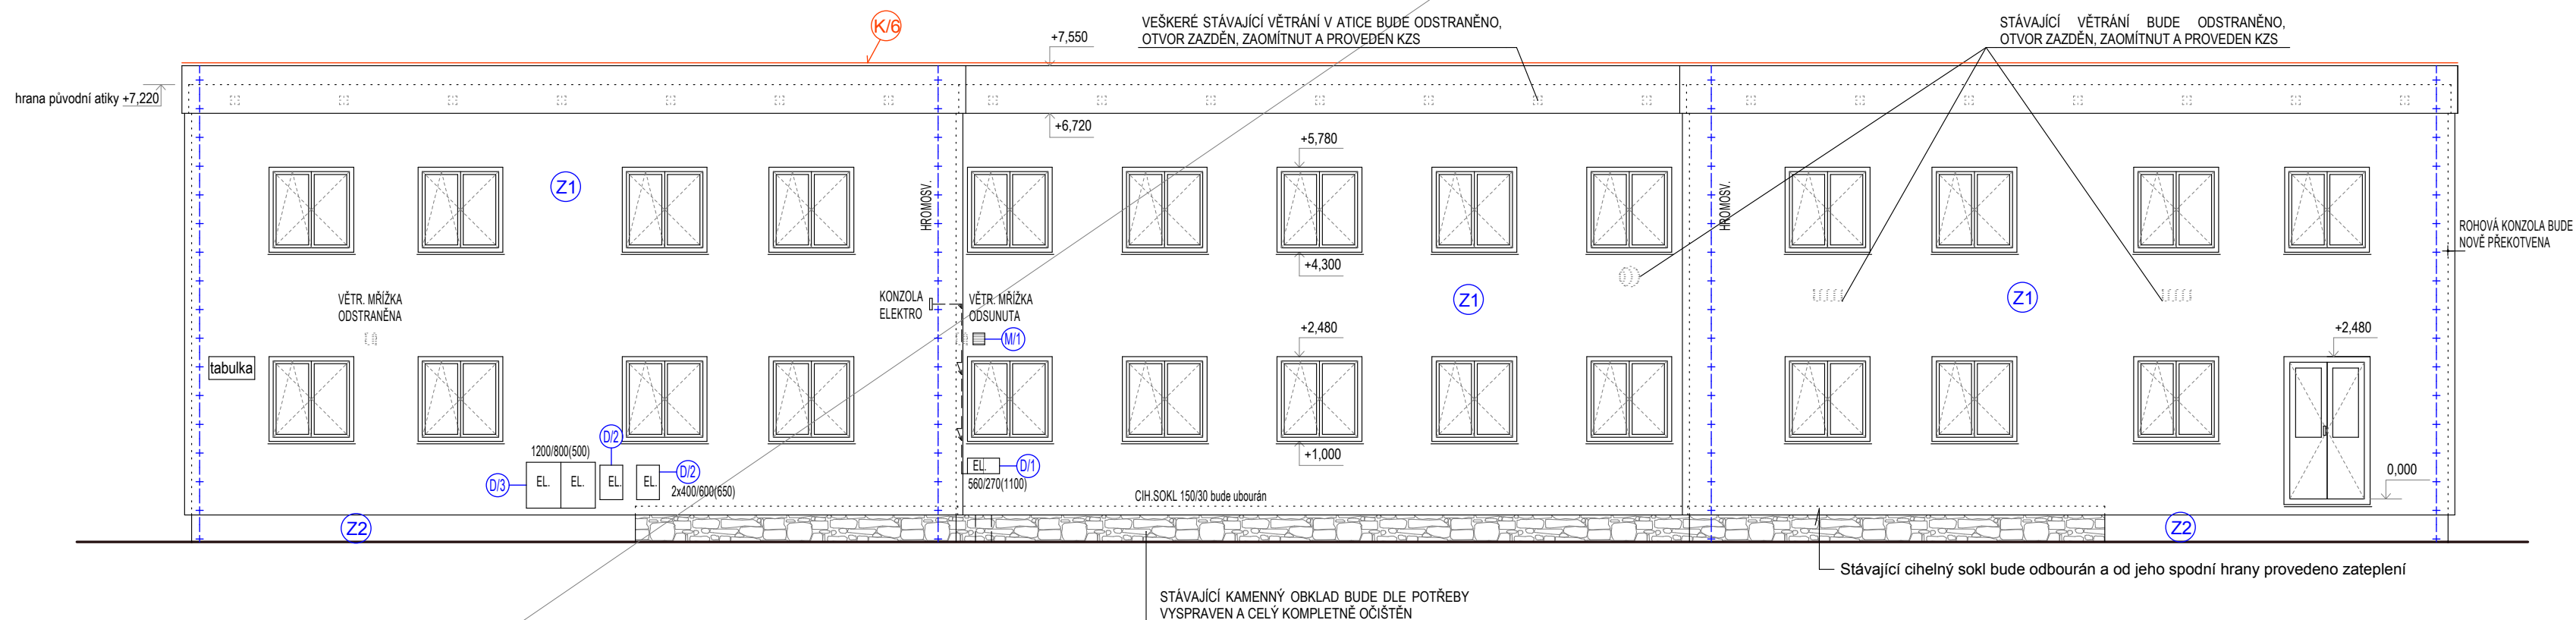 K/6
VEŠKERÉ STÁVAJÍCÍ VĚTRÁNÍ V ATICE BUDE ODSTRANĚNO,
OTVOR ZAZDĚN, ZAOMÍTNUT A PROVEDEN KZS
STÁVAJÍCÍ VĚTRÁNÍ BUDE ODSTRANĚNO,
OTVOR ZAZDĚN, ZAOMÍTNUT A PROVEDEN KZS
+7,550
hrana původní atiky +7,220
+6,720
+5,780
Z1
HROMOSV.
HROMOSV.
ROHOVÁ KONZOLA BUDE
NOVĚ PŘEKOTVENA
+4,300
VĚTR. MŘÍŽKA
ODSTRANĚNA
KONZOLA
ELEKTRO
VĚTR. MŘÍŽKA
ODSUNUTA
Z1
Z1
M/1
+2,480
+2,480
tabulka
D/2
1200/800(500)
+1,000
D/3
EL.
EL.
EL.
EL.
D/2
2x400/600(650)
EL.
D/1
560/270(1100)
0,000
CIH.SOKL 150/30 bude ubourán
Z2
Z2
Stávající cihelný sokl bude odbourán a od jeho spodní hrany provedeno zateplení
STÁVAJÍCÍ KAMENNÝ OBKLAD BUDE DLE POTŘEBY
VYSPRAVEN A CELÝ KOMPLETNĚ OČIŠTĚN